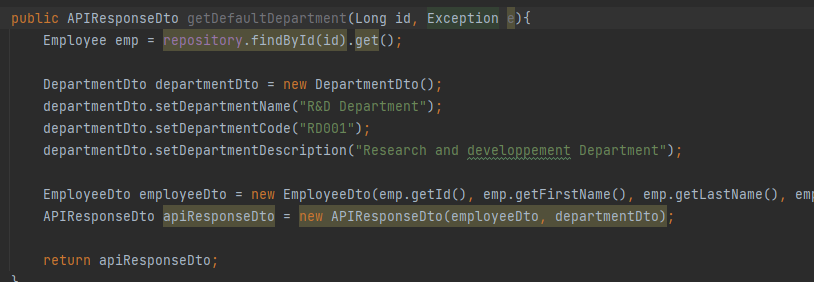 public APIResponseDto getDefaultDepartment(Long id, Exception e){
Employee emp = repository.findById(id).get();
DepartmentDto departmentDto = new DepartmentDto();
departmentDto.setDepartmentName("R&D Department");
departmentDto.setDepartmentCode("RD001");
departmentDto.setDepartmentDescription("Research and developpement Department");
EmployeeDto employeeDto = new EmployeeDto(emp.getId(), emp.getFirstName(), emp.getLastName(), em
APIResponseDto apiResponseDto = new APIResponseDto(employeeDto, departmentDto);
return apiResponseDto;
}